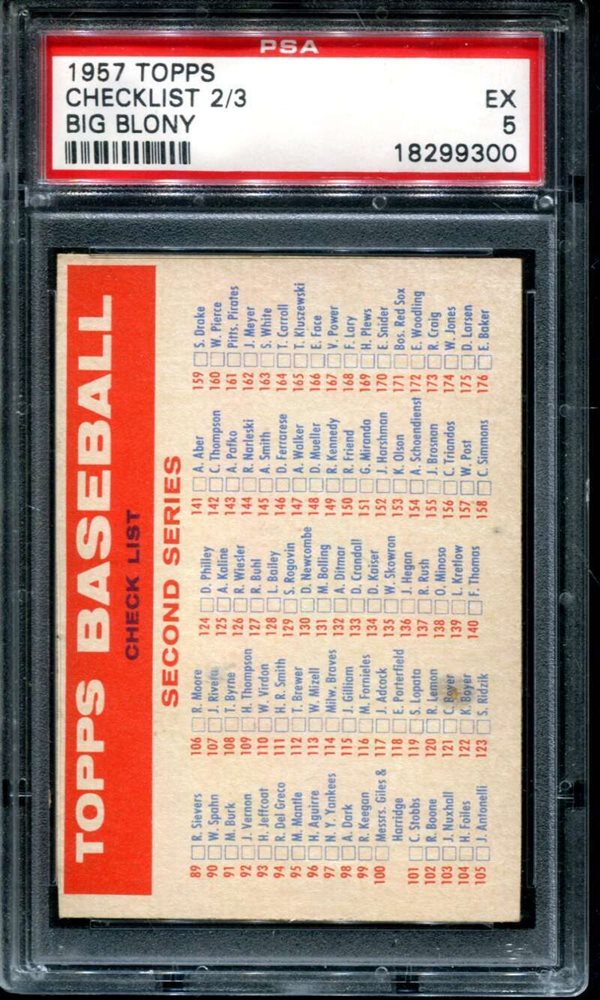 PSA
1957 TOPPS
CHECKLIST 2/3
BIG BLONY
EX
5
18299300
TOPPS BASEBALL
CHECK LIST
SECOND SERIES
89 R. Sievers
90 W. Spahn
91 M. Burk
92 J. Vernon
93 H. Jeffcoat
94 R. Del Greco
95 M. Mantle
96 H. Aguirre
97 N. Y. Yankees
98 A. Dark
99 R. Keegan
100 Messrs. Giles &
Harridge
101 C. Stobbs
102 R. Boone
103 J. Nuxhall
104 H. Foiles
105 J. Antonelli
106 R. Moore
107 J. Rivera
108 T. Byrne
109 H. Thompson
110 W. Virdon
111 H. R. Smith
112 T. Brewer
113 W. Mizell
114 Milw. Braves
115 J. Gilliam
116 M. Fornieles
117 J. Adcock
118 E. Porterfield
119 S. Lopata
120 R. Lemon
121 C. Boyer
122 K. Boyer
123 S. Ridzik
124 D. Philley
125 A. Kaline
126 R. Wiesler
127 R. Buhl
128 L. Bailey
129 S. Rogovin
130 D. Newcombe
131 M. Bolling
132 A. Ditmar
133 D. Crandall
134 D. Kaiser
135 W. Skowron
136 J. Hegan
137 R. Rush
138 O. Minoso
139 L. Kretlow
140 F. Thomas
141 A. Aber
142 C. Thompson
143 A. Pafko
144 R. Narleski
145 A. Smith
146 D. Ferrarese
147 A. Walker
148 D. Mueller
149 R. Kennedy
150 R. Friend
151 G. Miranda
152 J. Harshman
153 K. Olson
154 A. Schoendienst
155 J. Brosnan
156 C. Triandos
157 W. Post
158 C. Simmons
159 S. Drake
160 W. Pierce
161 Pitts. Pirates
162 J. Meyer
163 S. White
164 T. Carroll
165 T. Kluszewski
166 E. Face
167 V. Power
168 F. Lary
169 H. Plews
170 E. Snider
171 Bos. Red Sox
172 E. Woodling
173 R. Craig
174 W. Jones
175 D. Larsen
176 E. Baker